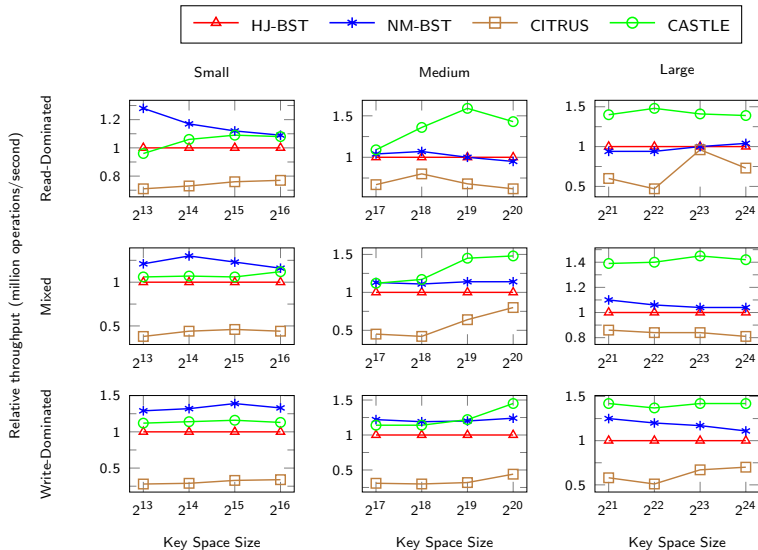 HJ-BST NM-BST CITRUS CASTLE
Small Medium Large
Relative throughput (million operations/second)
Read-Dominated
1.2
1
0.8
2^13 2^14 2^15 2^16
1.5
1
2^17 2^18 2^19 2^20
1.5
1
0.5
2^21 2^22 2^23 2^24
Mixed
1
0.5
2^13 2^14 2^15 2^16
1.5
1
0.5
2^17 2^18 2^19 2^20
1.4
1.2
1
0.8
2^21 2^22 2^23 2^24
Write-Dominated
1.5
1
0.5
2^13 2^14 2^15 2^16
1.5
1
0.5
2^17 2^18 2^19 2^20
1.5
1
0.5
2^21 2^22 2^23 2^24
Key Space Size Key Space Size Key Space Size